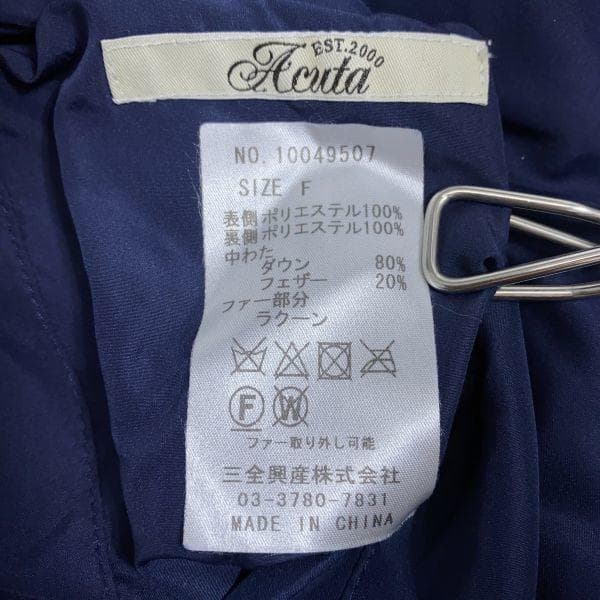 EST.2000
Acuta
NO. 10049507
SIZE F
表側 ポリエステル100%
裏側 ポリエステル100%
中わた
ダウン 80%
フェザー 20%
ファー部分
ラクーン
F W
ファー取り外し可能
三全興産株式会社
03-3780-7831
MADE IN CHINA